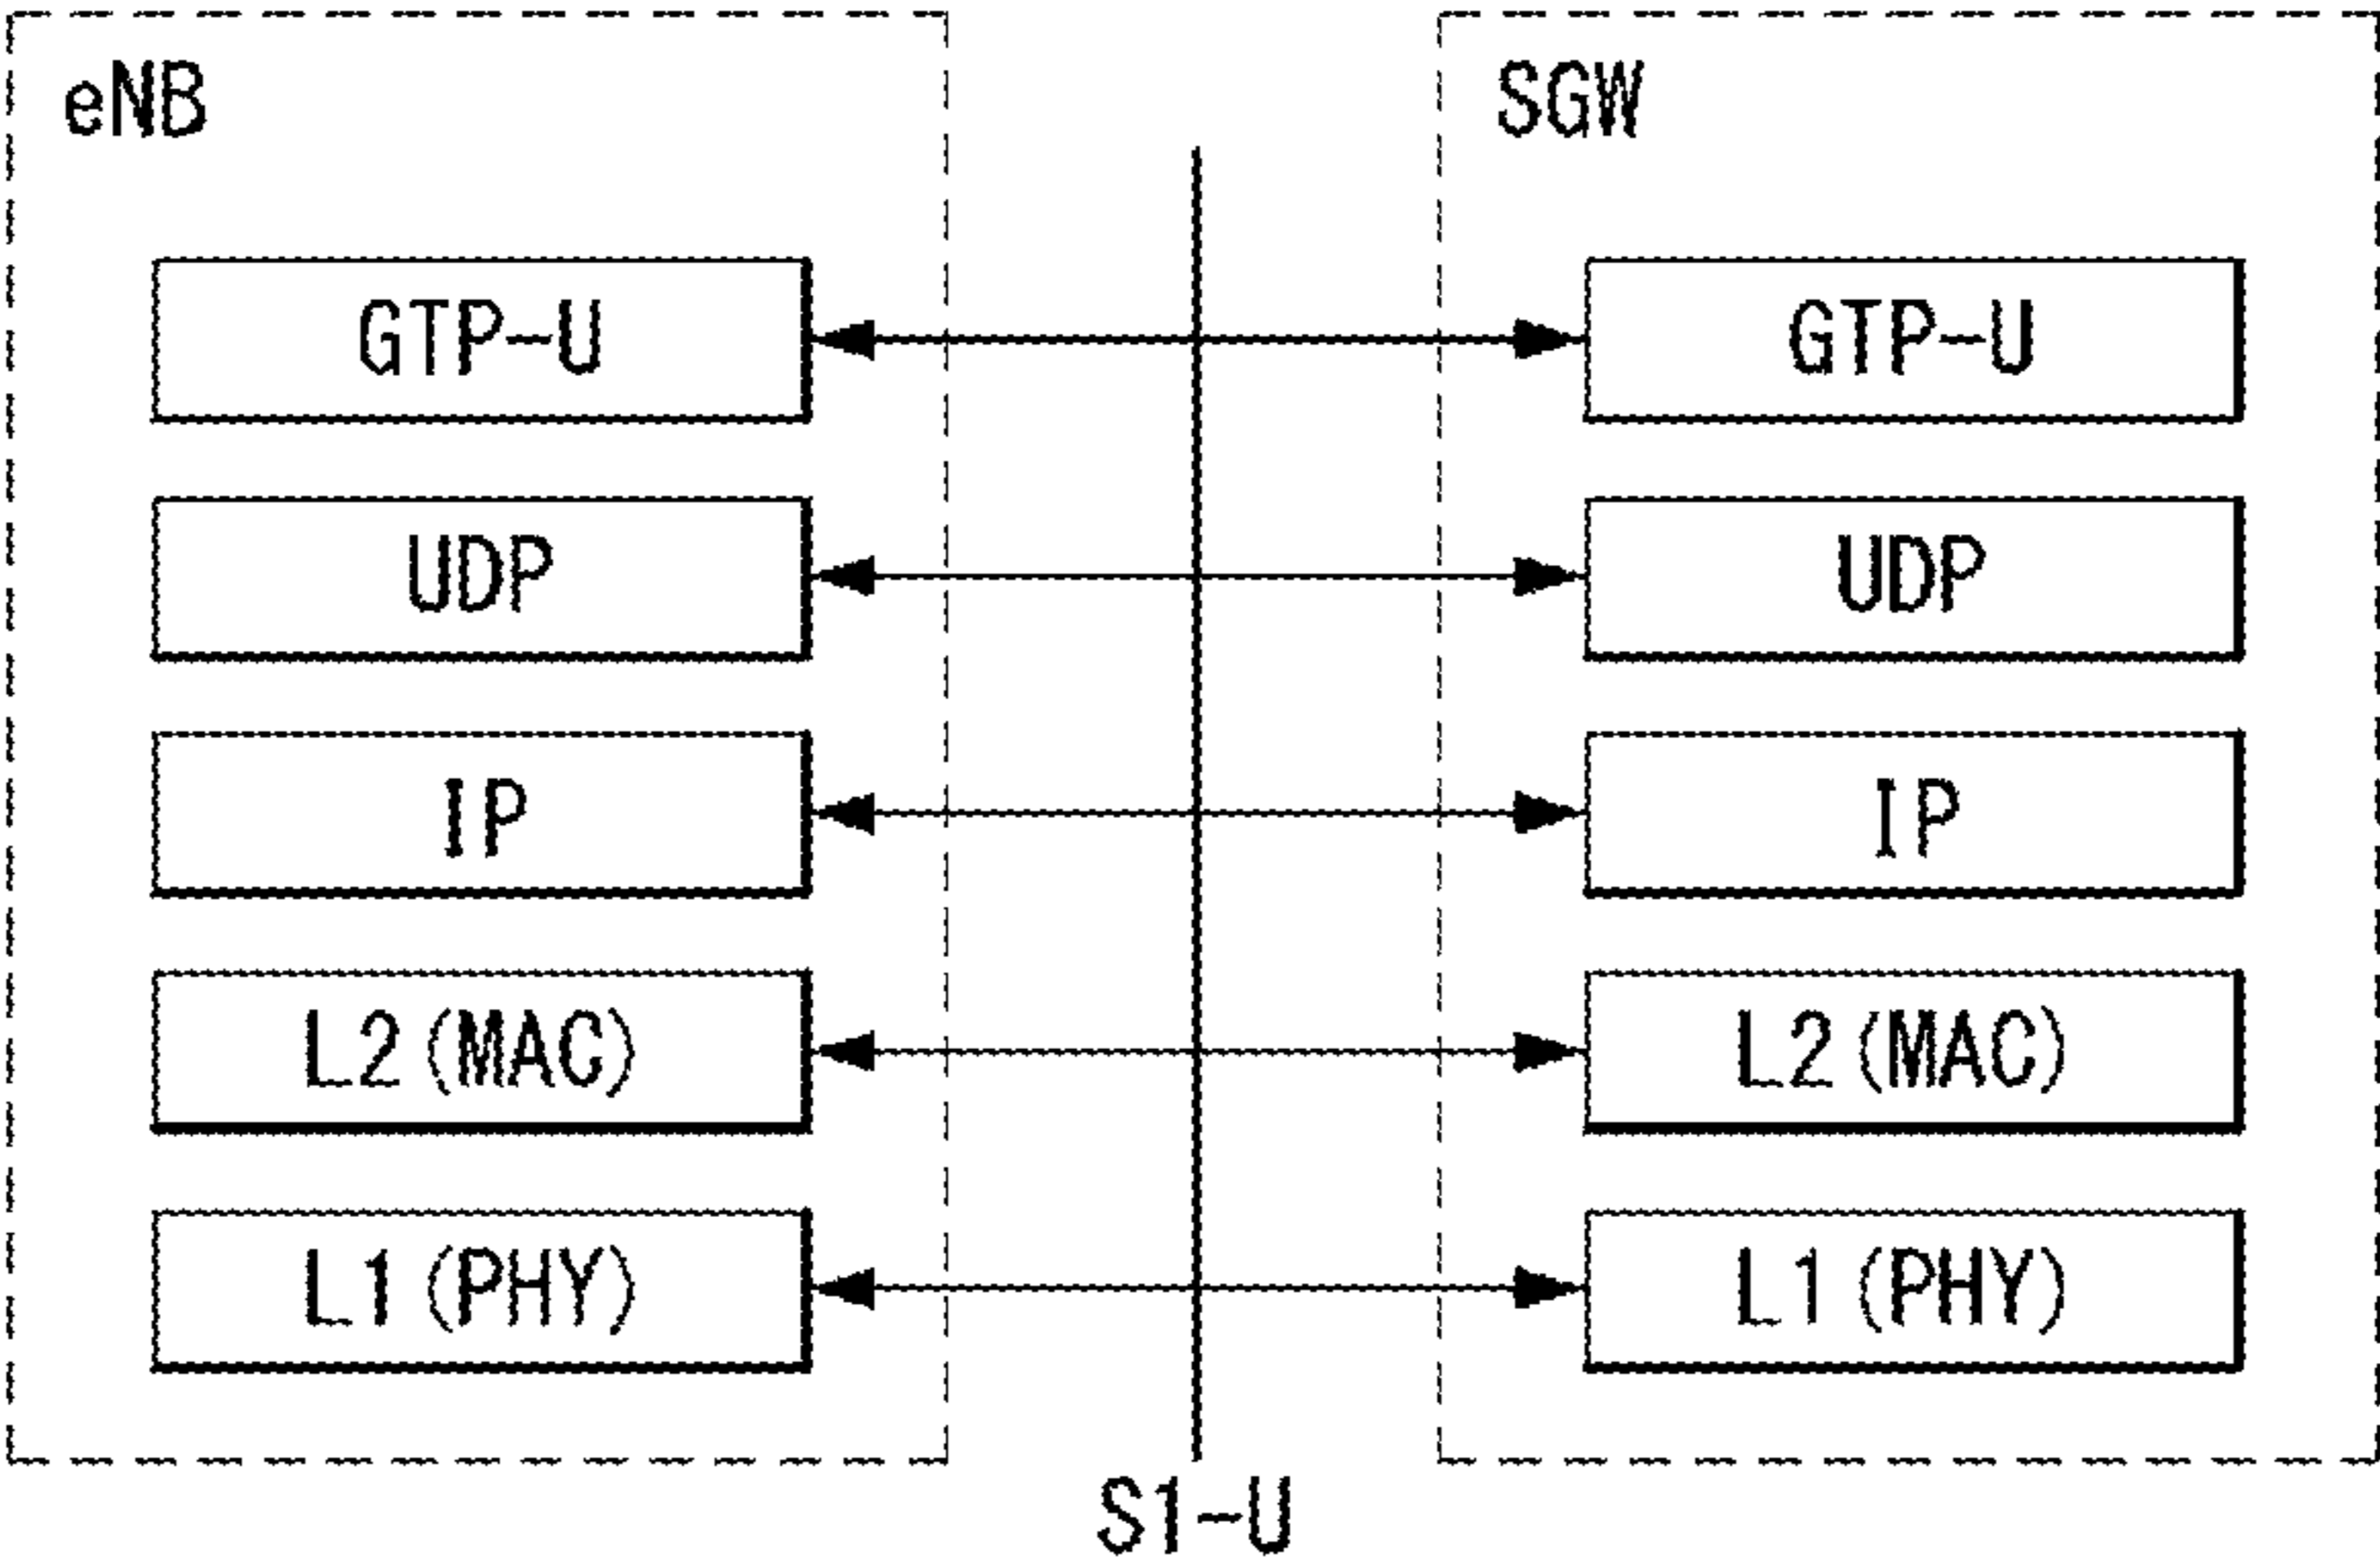 eNB
SGW
GTP-U
GTP-U
UDP
UDP
IP
IP
L2 (MAC)
L2 (MAC)
L1 (PHY)
L1 (PHY)
S1-U